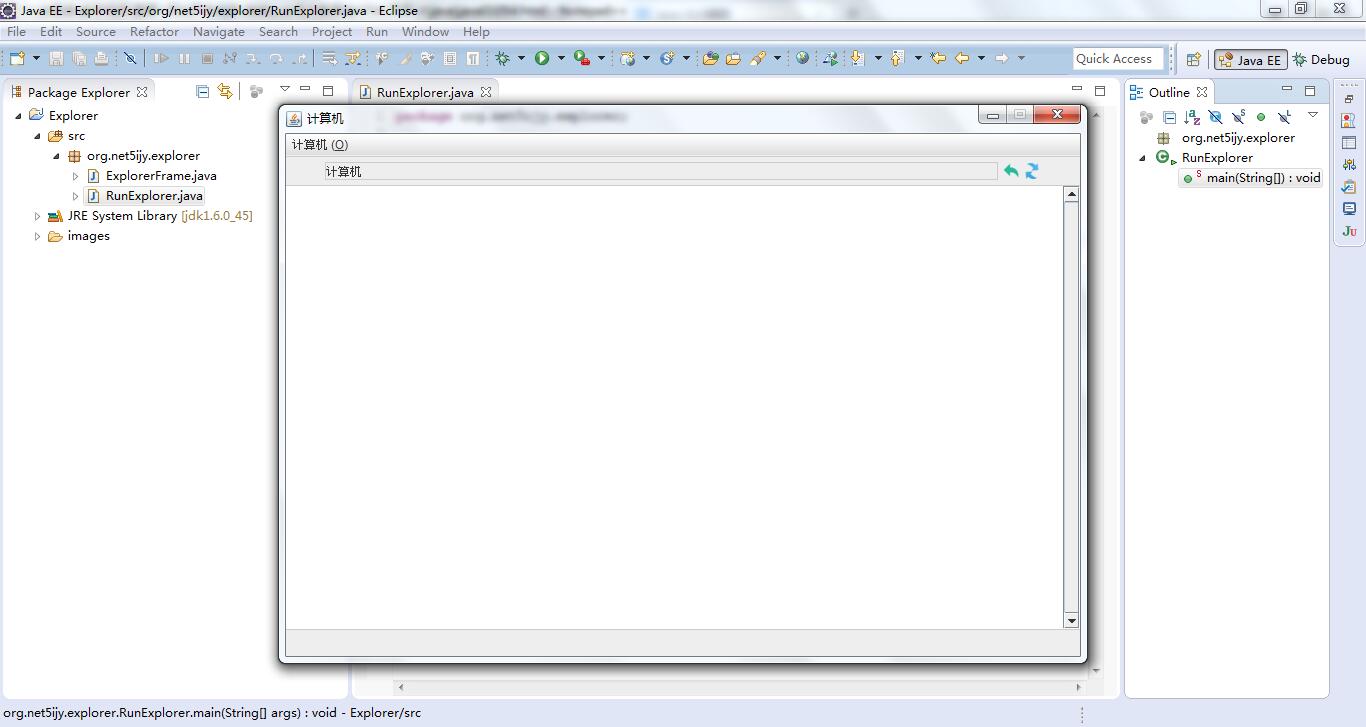 Java EE - Explorer/src/org/net5ijy/explorer/RunExplorer.java - Eclipse
File Edit Source Refactor Navigate Search Project Run Window Help
Quick Access
Java EE
Debug
Package Explorer
RunExplorer.java
Outline
Explorer
src
org.net5ijy.explorer
ExplorerFrame.java
RunExplorer.java
JRE System Library [jdk1.6.0_45]
images
计算机
计算机 (O)
计算机
org.net5ijy.explorer
RunExplorer
main(String[]) : void
Ju
org.net5ijy.explorer.RunExplorer.main(String[] args) : void - Explorer/src